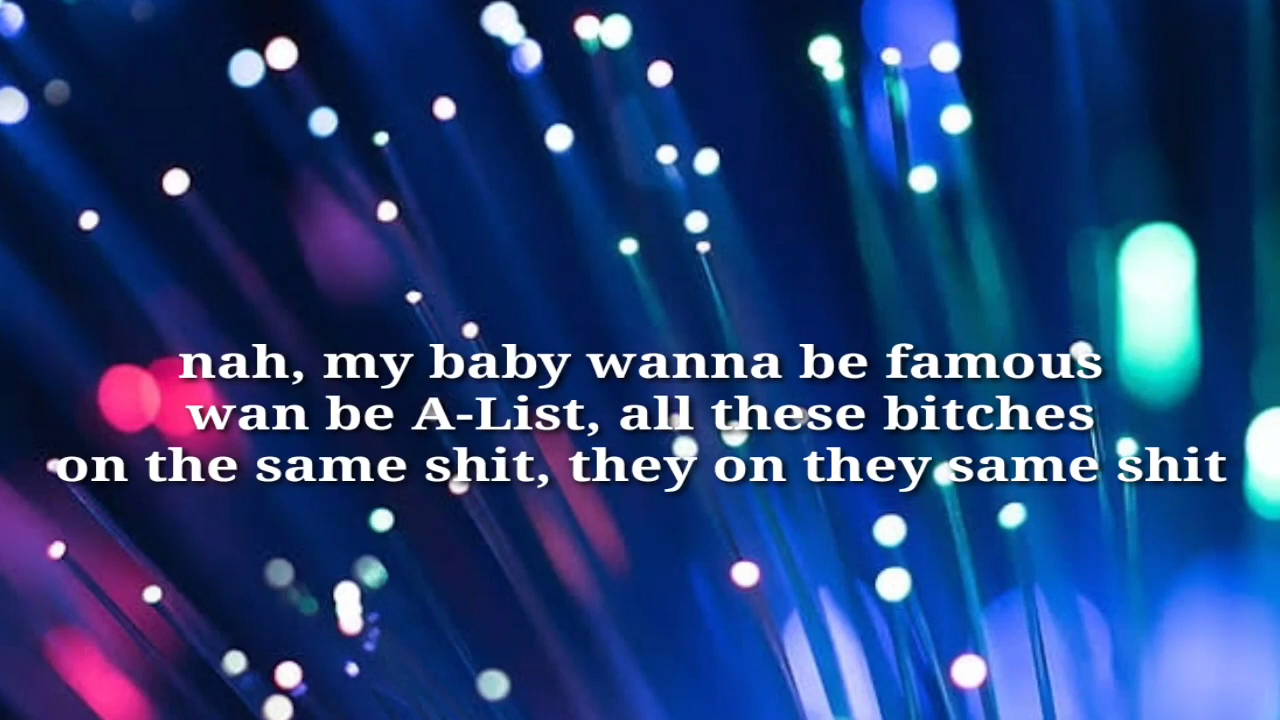 nah, my baby wanna be famous
wan be A-List, all these bitches
on the same shit, they on they same shit